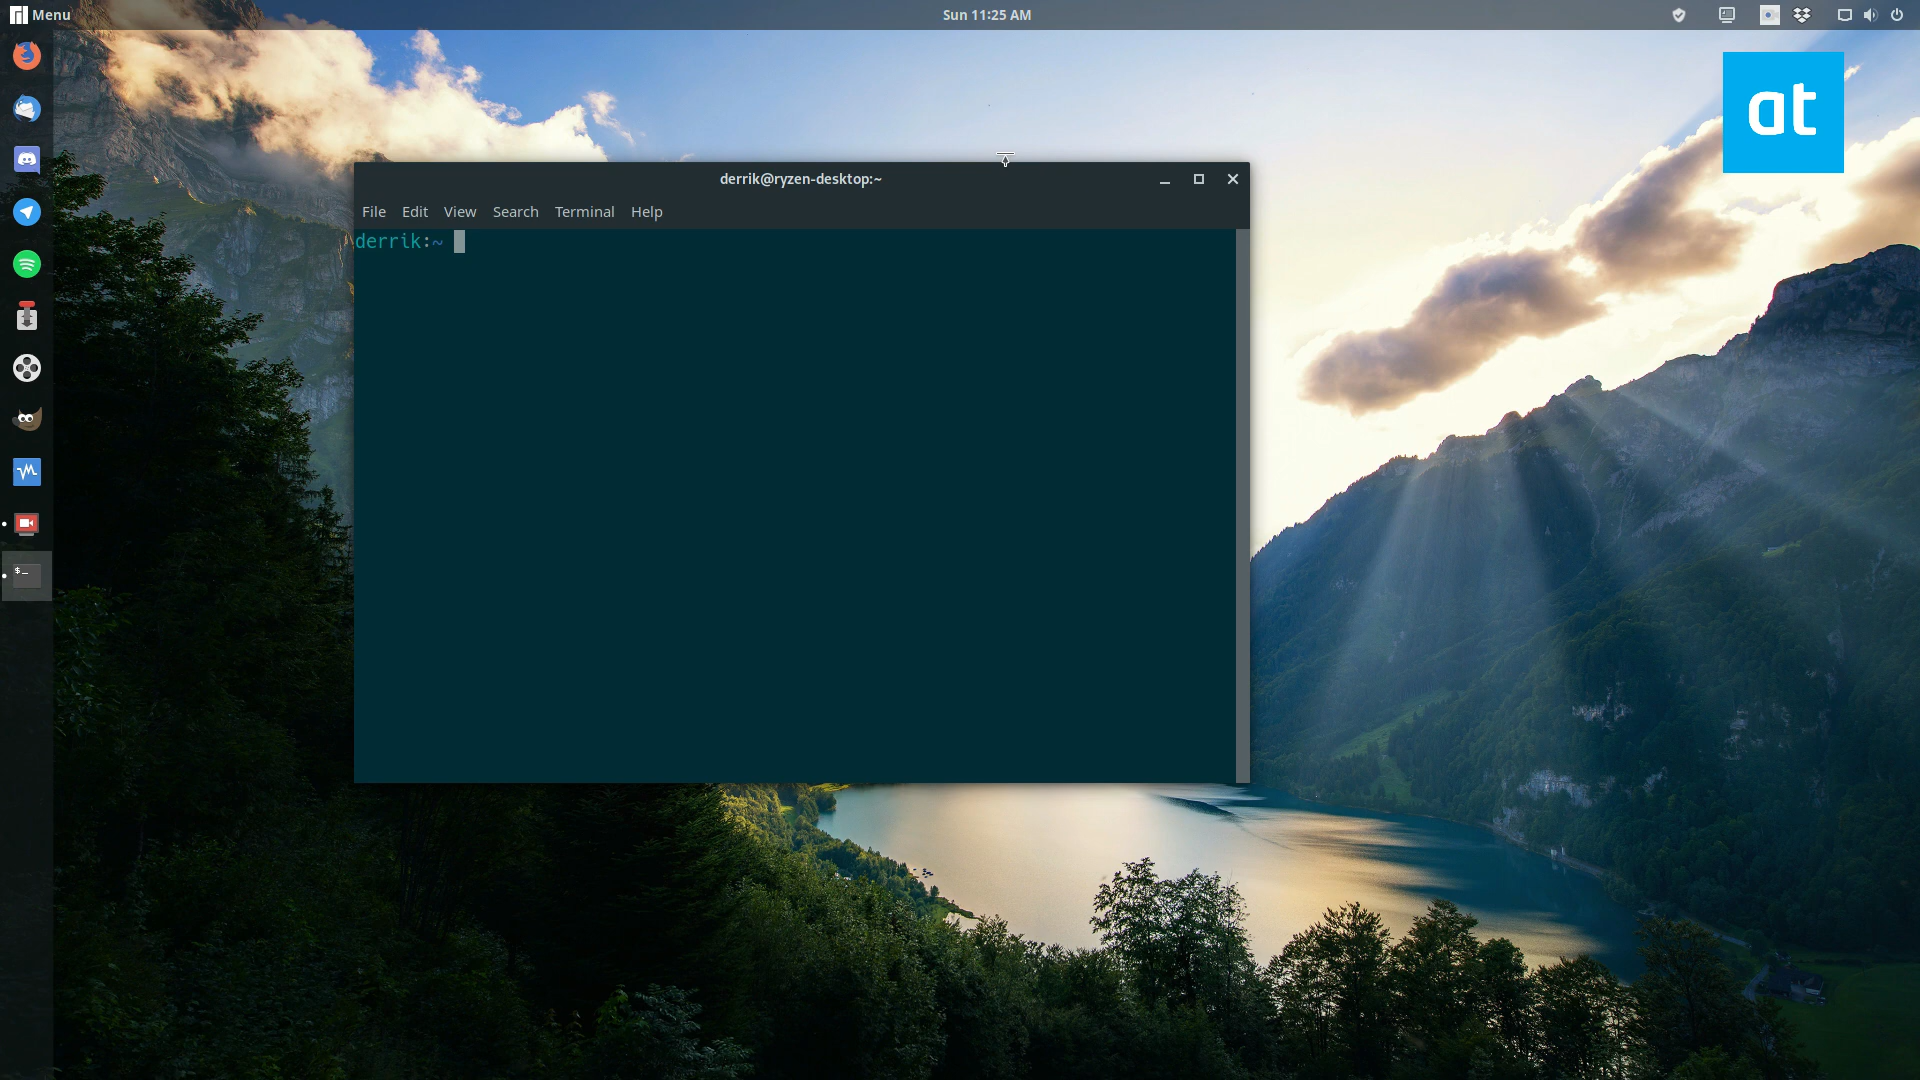 Menu
Sun 11:25 AM
at
derrik@ryzen-desktop:~
File Edit View Search Terminal Help
derrik:~
$_